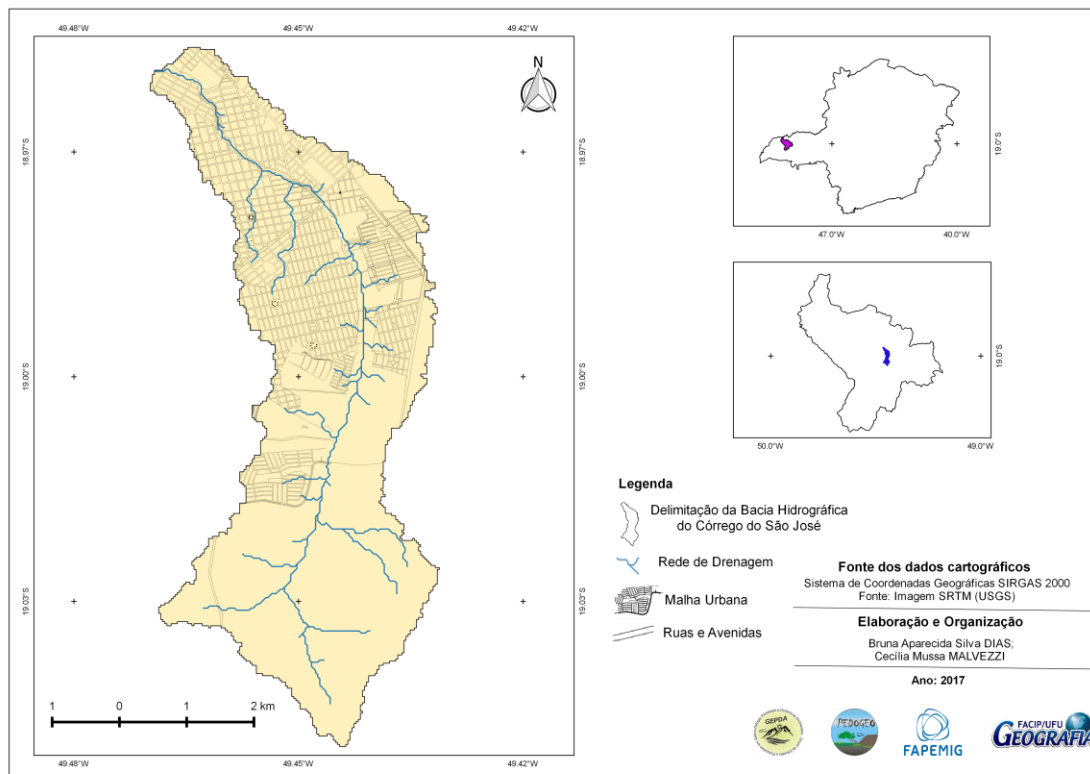 49.48°W
49.45°W
49.42°W
N
18.97°S
18.97°S
19.00°S
19.00°S
19.03°S
19.03°S
1 0 1 2 km
49.48°W
49.45°W
49.42°W
19.0°S
47.0°W
40.0°W
19.0°S
50.0°W
49.0°W
Legenda
Delimitação da Bacia Hidrográfica
do Córrego do São José
Rede de Drenagem
Malha Urbana
Ruas e Avenidas
Fonte dos dados cartográficos
Sistema de Coordenadas Geográficas SIRGAS 2000
Fonte: Imagem SRTM (USGS)
Elaboração e Organização
Bruna Aparecida Silva DIAS;
Cecília Mussa MALVEZZI
Ano: 2017
GEPDA
PEDOGEO
FAPEMIG
FACIP/UFU
GEOGRAFIA